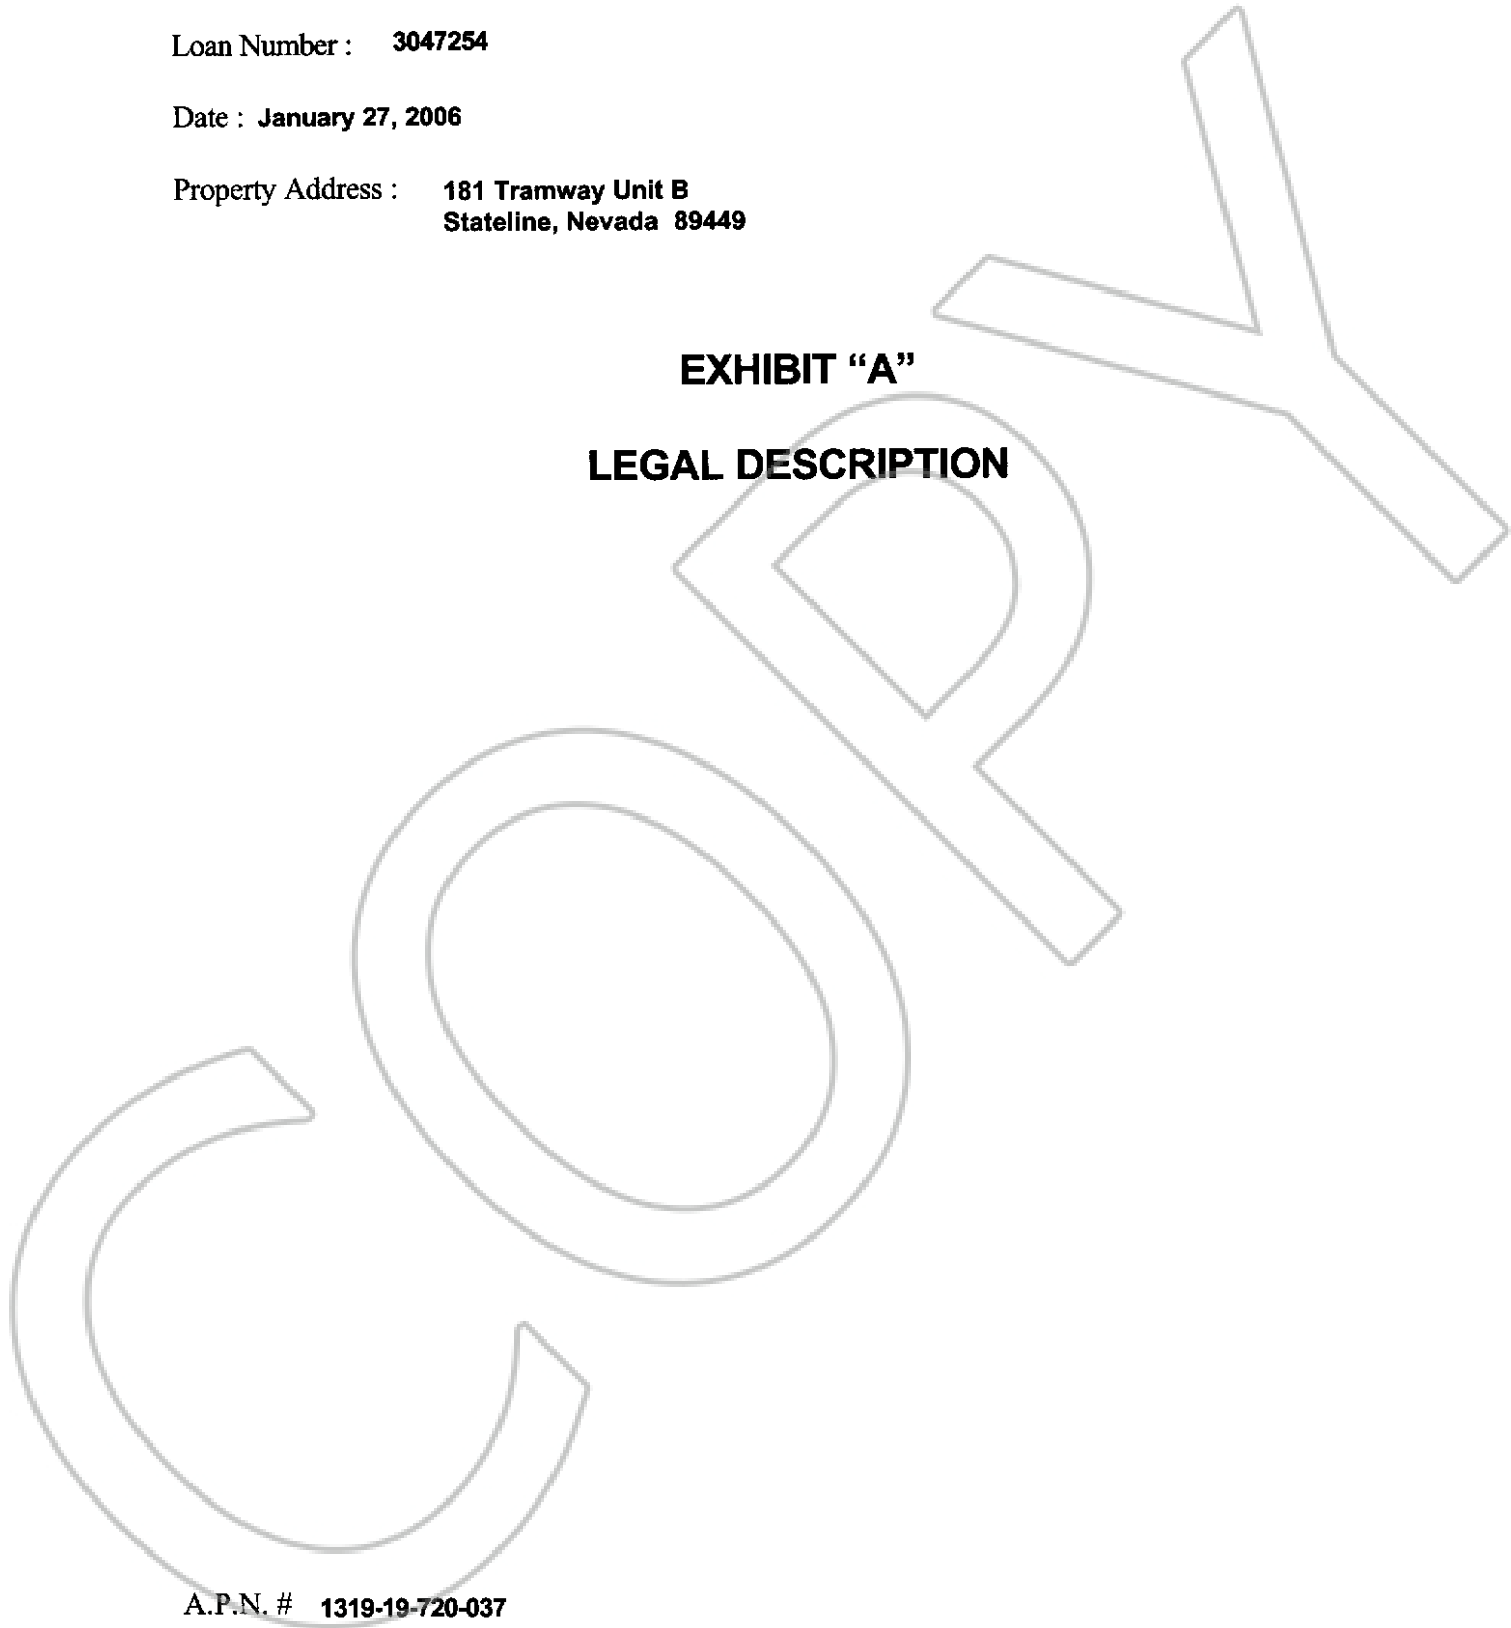 Loan Number : 3047254
Date : January 27, 2006
Property Address : 181 Tramway Unit B
Stateline, Nevada 89449
EXHIBIT “A”
LEGAL DESCRIPTION
COPY
A.P.N. # 1319-19-720-037